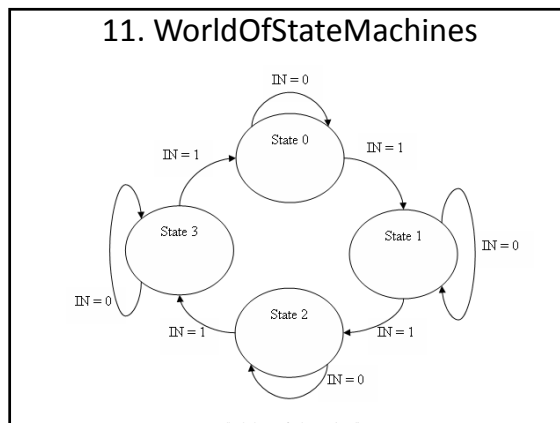 11. WorldOfStateMachines
IN = 0
State 0
IN = 1
IN = 1
State 3
State 1
IN = 0
IN = 0
State 2
IN = 1
IN = 1
IN = 0